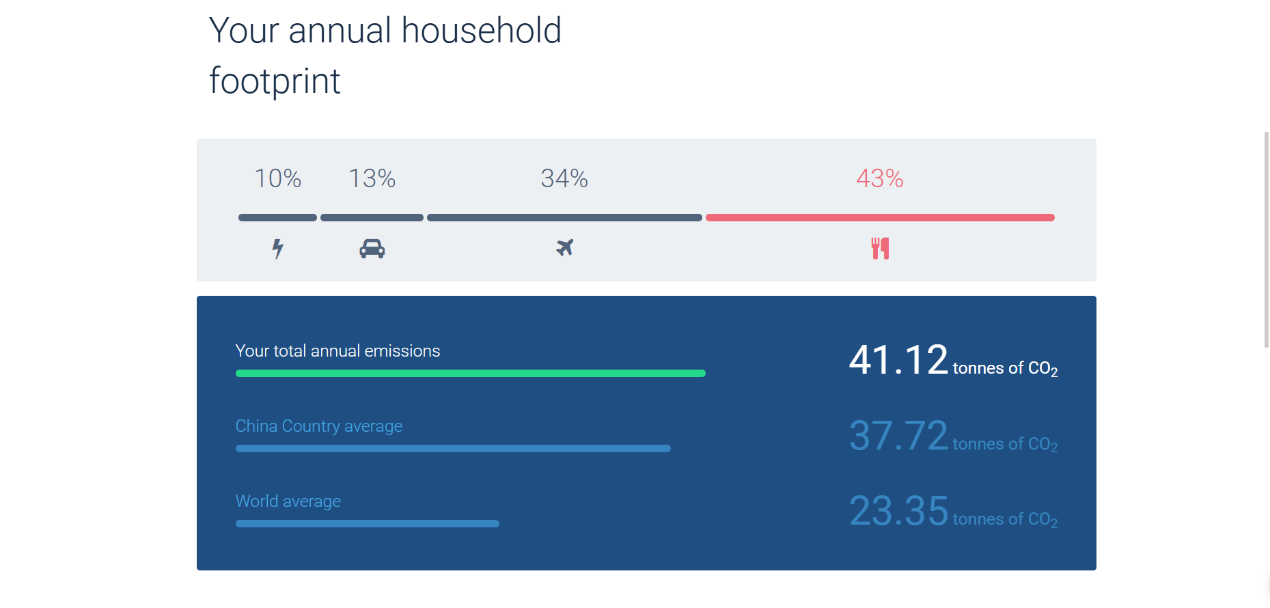 Your annual household
footprint
10% 13% 34% 43%
Your total annual emissions 41.12 tonnes of CO₂
China Country average 37.72 tonnes of CO₂
World average 23.35 tonnes of CO₂